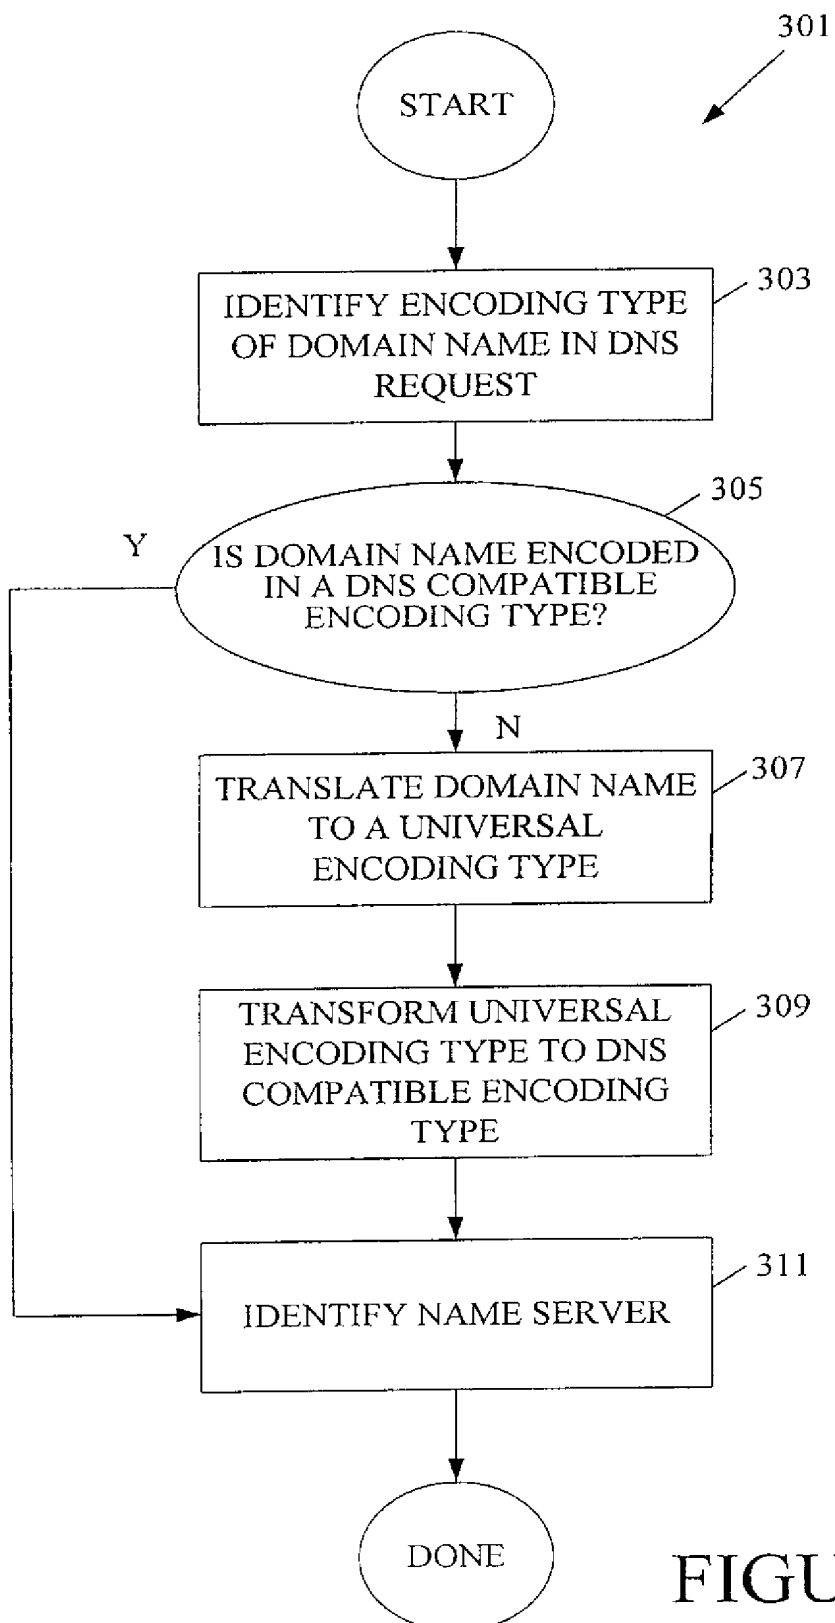 301
START
303
IDENTIFY ENCODING TYPE
OF DOMAIN NAME IN DNS
REQUEST
305
Y
IS DOMAIN NAME ENCODED
IN A DNS COMPATIBLE
ENCODING TYPE?
N
307
TRANSLATE DOMAIN NAME
TO A UNIVERSAL
ENCODING TYPE
309
TRANSFORM UNIVERSAL
ENCODING TYPE TO DNS
COMPATIBLE ENCODING
TYPE
311
IDENTIFY NAME SERVER
DONE
FIGU